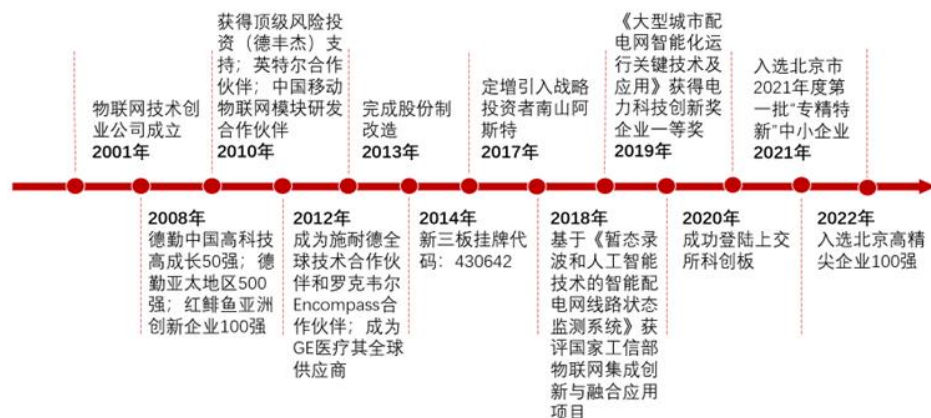 物联网技术创
业公司成立
2001年
2008年
德勤中国高科技
高成长50强；德
勤亚太地区500
强；红鲱鱼亚洲
创新企业100强
获得顶级风险投
资（德丰杰）支
持；英特尔合作
伙伴；中国移动
物联网模块研发
合作伙伴
2010年
2012年
成为施耐德全
球技术合作伙
伴和罗克韦尔
Encompass合
作伙伴；成为
GE医疗其全球
供应商
完成股份制
改造
2013年
2014年
新三板挂牌代
码：430642
定增引入战略
投资者南山阿
斯特
2017年
2018年
基于《暂态录
波和人工智能
技术的智能配
电网线路状态
监测系统》获
评国家工信部
物联网集成创
新与融合应用
项目
《大型城市配
电网智能化运
行关键技术及
应用》获得电
力科技创新奖
企业一等奖
2019年
2020年
成功登陆上交
所科创板
入选北京市
2021年度第
一批“专精特
新”中小企业
2021年
2022年
入选北京高精
尖企业100强